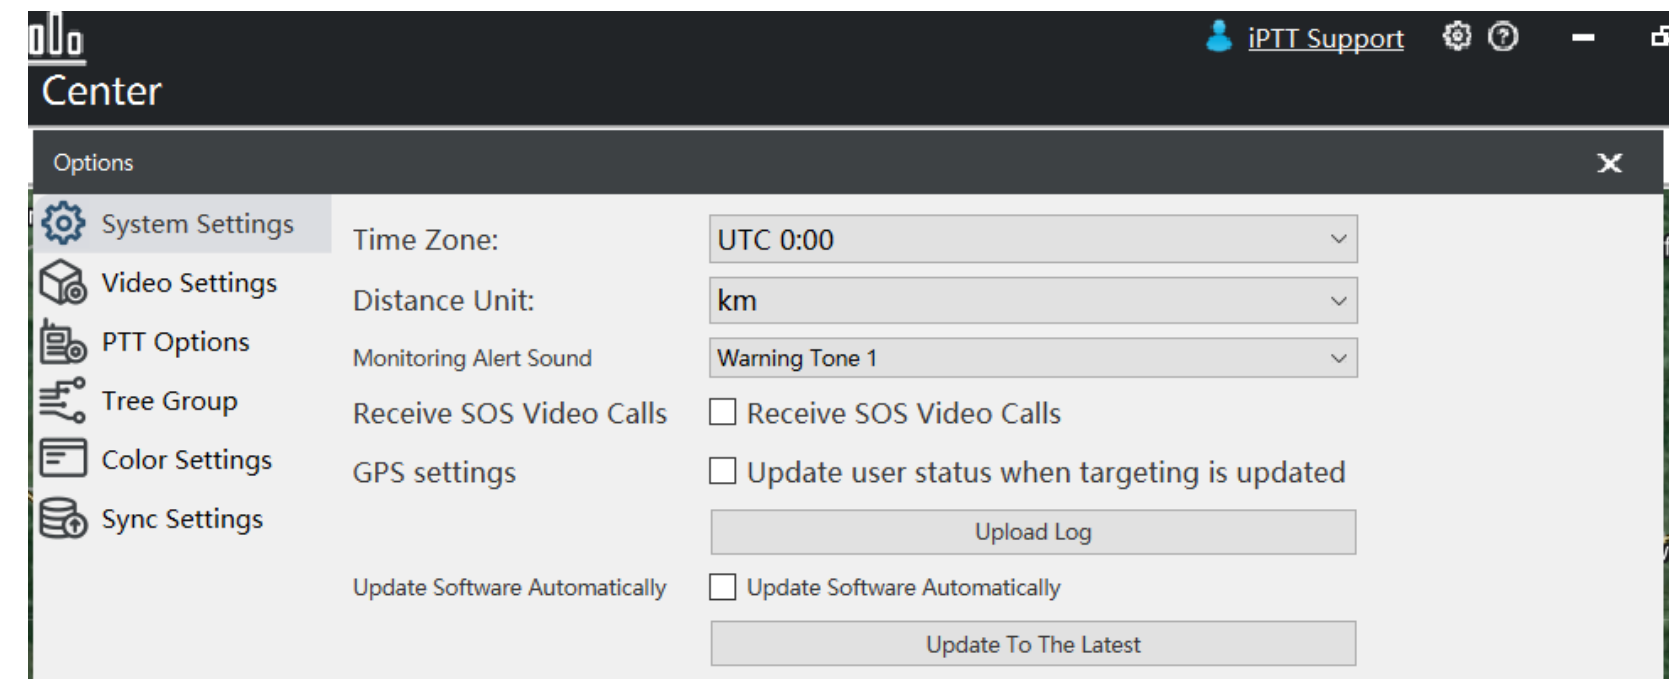 iPTT Support
Center
Options
System Settings
Video Settings
PTT Options
Tree Group
Color Settings
Sync Settings
Time Zone: UTC 0:00
Distance Unit: km
Monitoring Alert Sound Warning Tone 1
Receive SOS Video Calls Receive SOS Video Calls
GPS settings Update user status when targeting is updated
Upload Log
Update Software Automatically Update Software Automatically
Update To The Latest